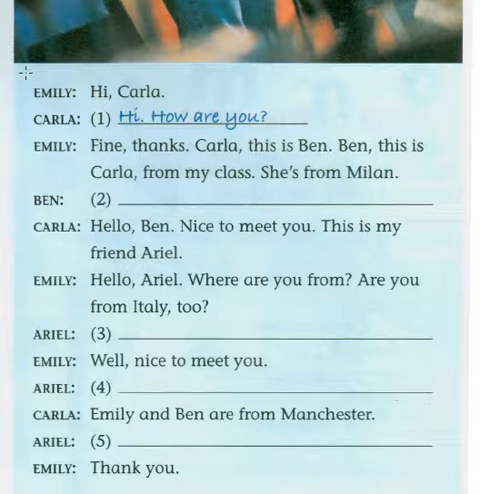 EMILY: Hi, Carla.
CARLA: (1) Hi. How are you?
EMILY: Fine, thanks. Carla, this is Ben. Ben, this is
Carla, from my class. She's from Milan.
BEN: (2)
CARLA: Hello, Ben. Nice to meet you. This is my
friend Ariel.
EMILY: Hello, Ariel. Where are you from? Are you
from Italy, too?
ARIEL: (3)
EMILY: Well, nice to meet you.
ARIEL: (4)
CARLA: Emily and Ben are from Manchester.
ARIEL: (5)
EMILY: Thank you.